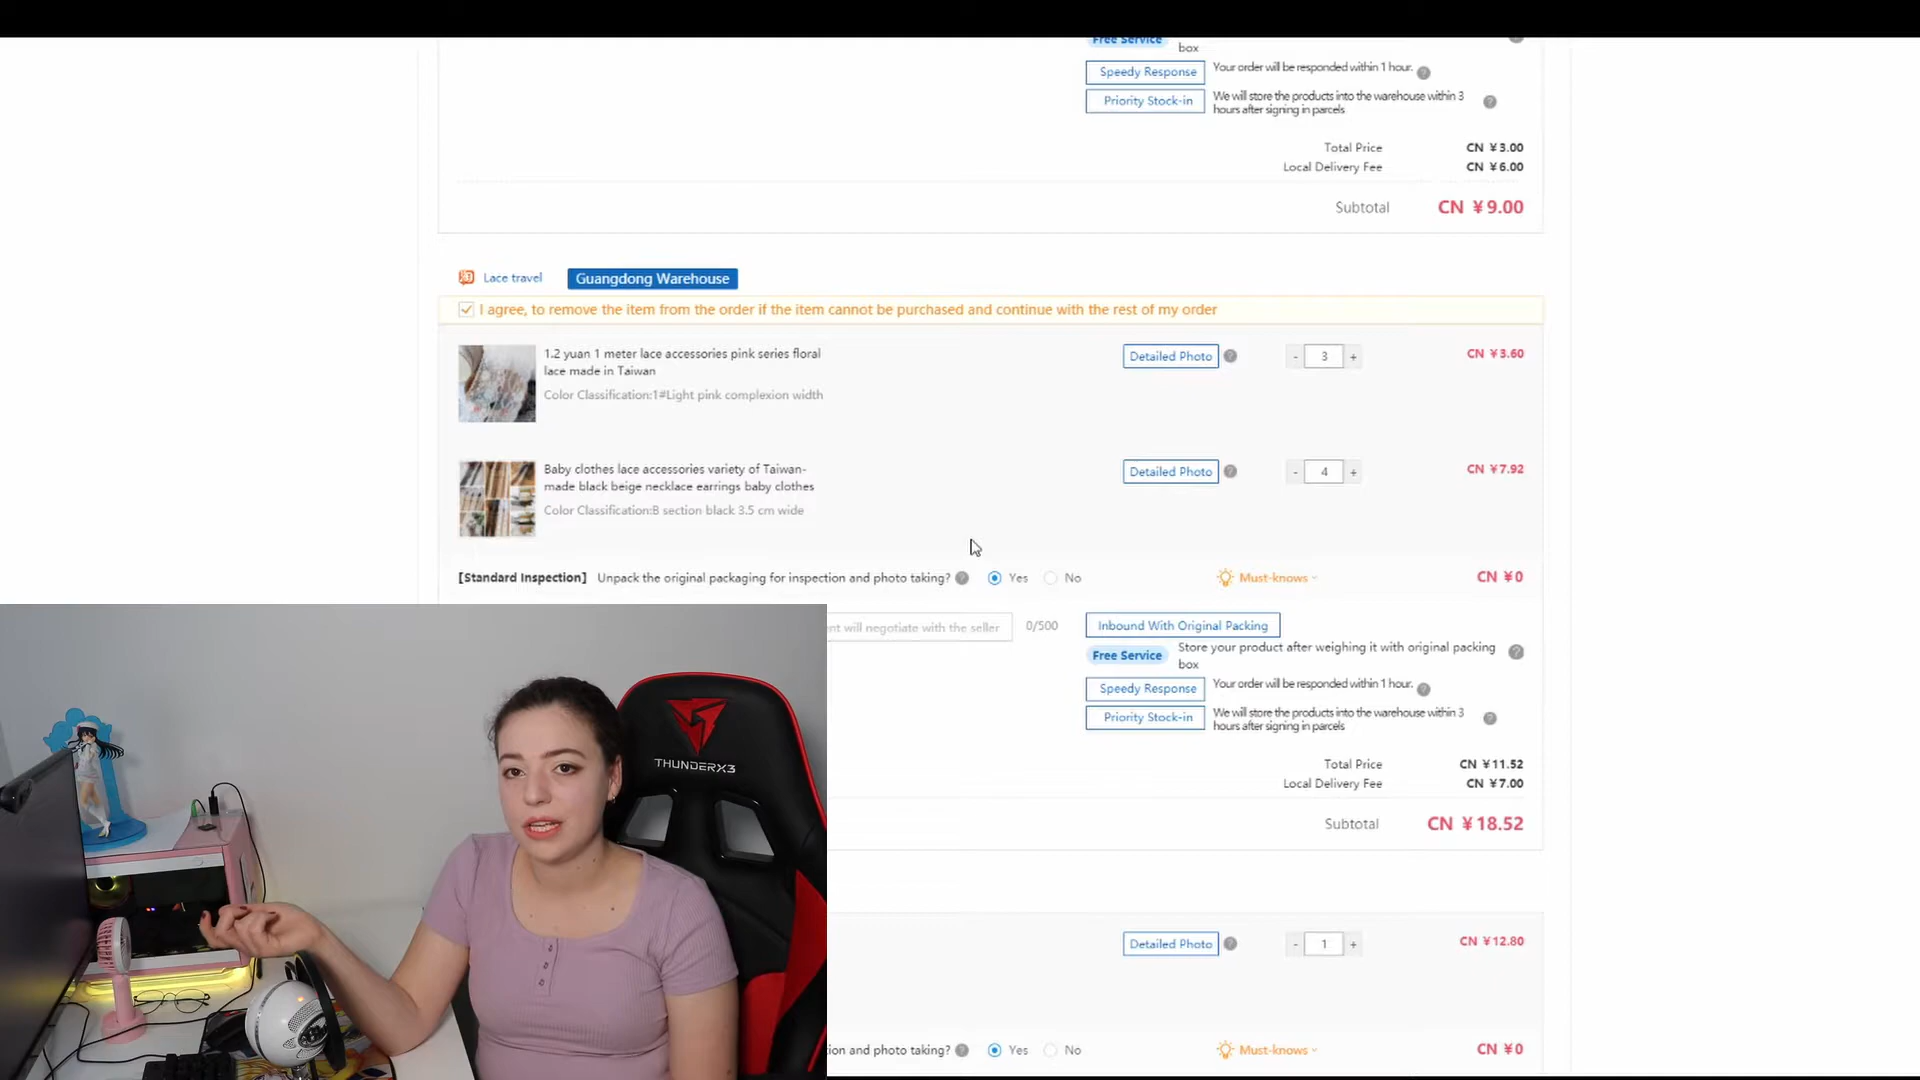 Free Service
box
Speedy Response Your order will be responded within 1 hour. ?
Priority Stock-in We will store the products into the warehouse within 3 ?
hours after signing in parcels
Total Price CN ¥3.00
Local Delivery Fee CN ¥6.00
Subtotal CN ¥9.00
Lace travel Guangdong Warehouse
I agree, to remove the item from the order if the item cannot be purchased and continue with the rest of my order
1.2 yuan 1 meter lace accessories pink series floral
lace made in Taiwan
Color Classification:1#Light pink complexion width
Detailed Photo ? - 3 + CN ¥3.60
Baby clothes lace accessories variety of Taiwan-
made black beige necklace earrings baby clothes
Color Classification:B section black 3.5 cm wide
Detailed Photo ? - 4 + CN ¥7.92
[Standard Inspection] Unpack the original packaging for inspection and photo taking? ? Yes No Must-knows CN ¥0
ent will negotiate with the seller 0/500
Inbound With Original Packing
Free Service Store your product after weighing it with original packing ?
box
Speedy Response Your order will be responded within 1 hour. ?
Priority Stock-in We will store the products into the warehouse within 3 ?
hours after signing in parcels
Total Price CN ¥11.52
Local Delivery Fee CN ¥7.00
Subtotal CN ¥18.52
THUNDERX3
Detailed Photo ? - 1 + CN ¥12.80
ion and photo taking? ? Yes No Must-knows CN ¥0